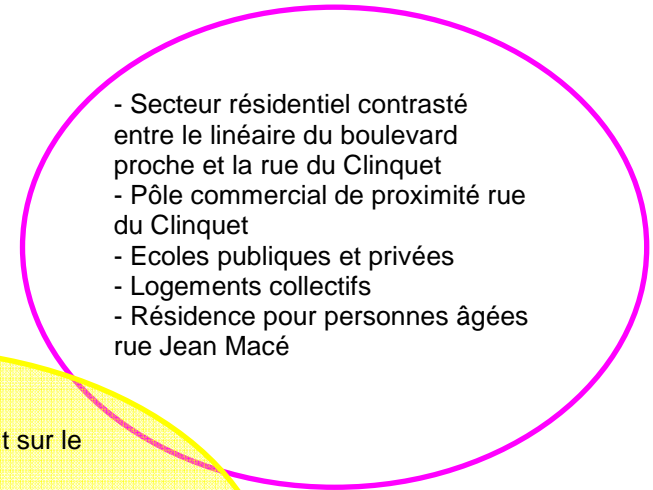 - Secteur résidentiel contrasté
entre le linéaire du boulevard
proche et la rue du Clinquet
- Pôle commercial de proximité rue
du Clinquet
- Ecoles publiques et privées
- Logements collectifs
- Résidence pour personnes âgées
rue Jean Macé
t sur le